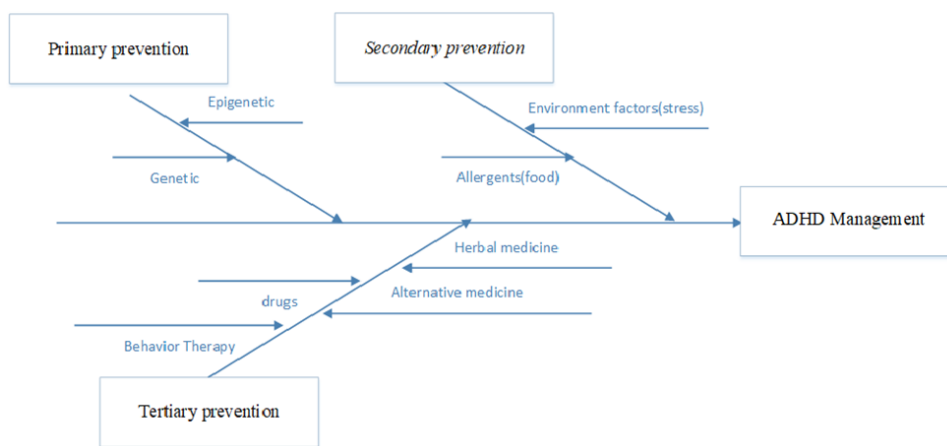 Primary prevention
Secondary prevention
Epigenetic
Environment factors(stress)
Genetic
Allergents(food)
ADHD Management
Herbal medicine
drugs
Alternative medicine
Behavior Therapy
Tertiary prevention